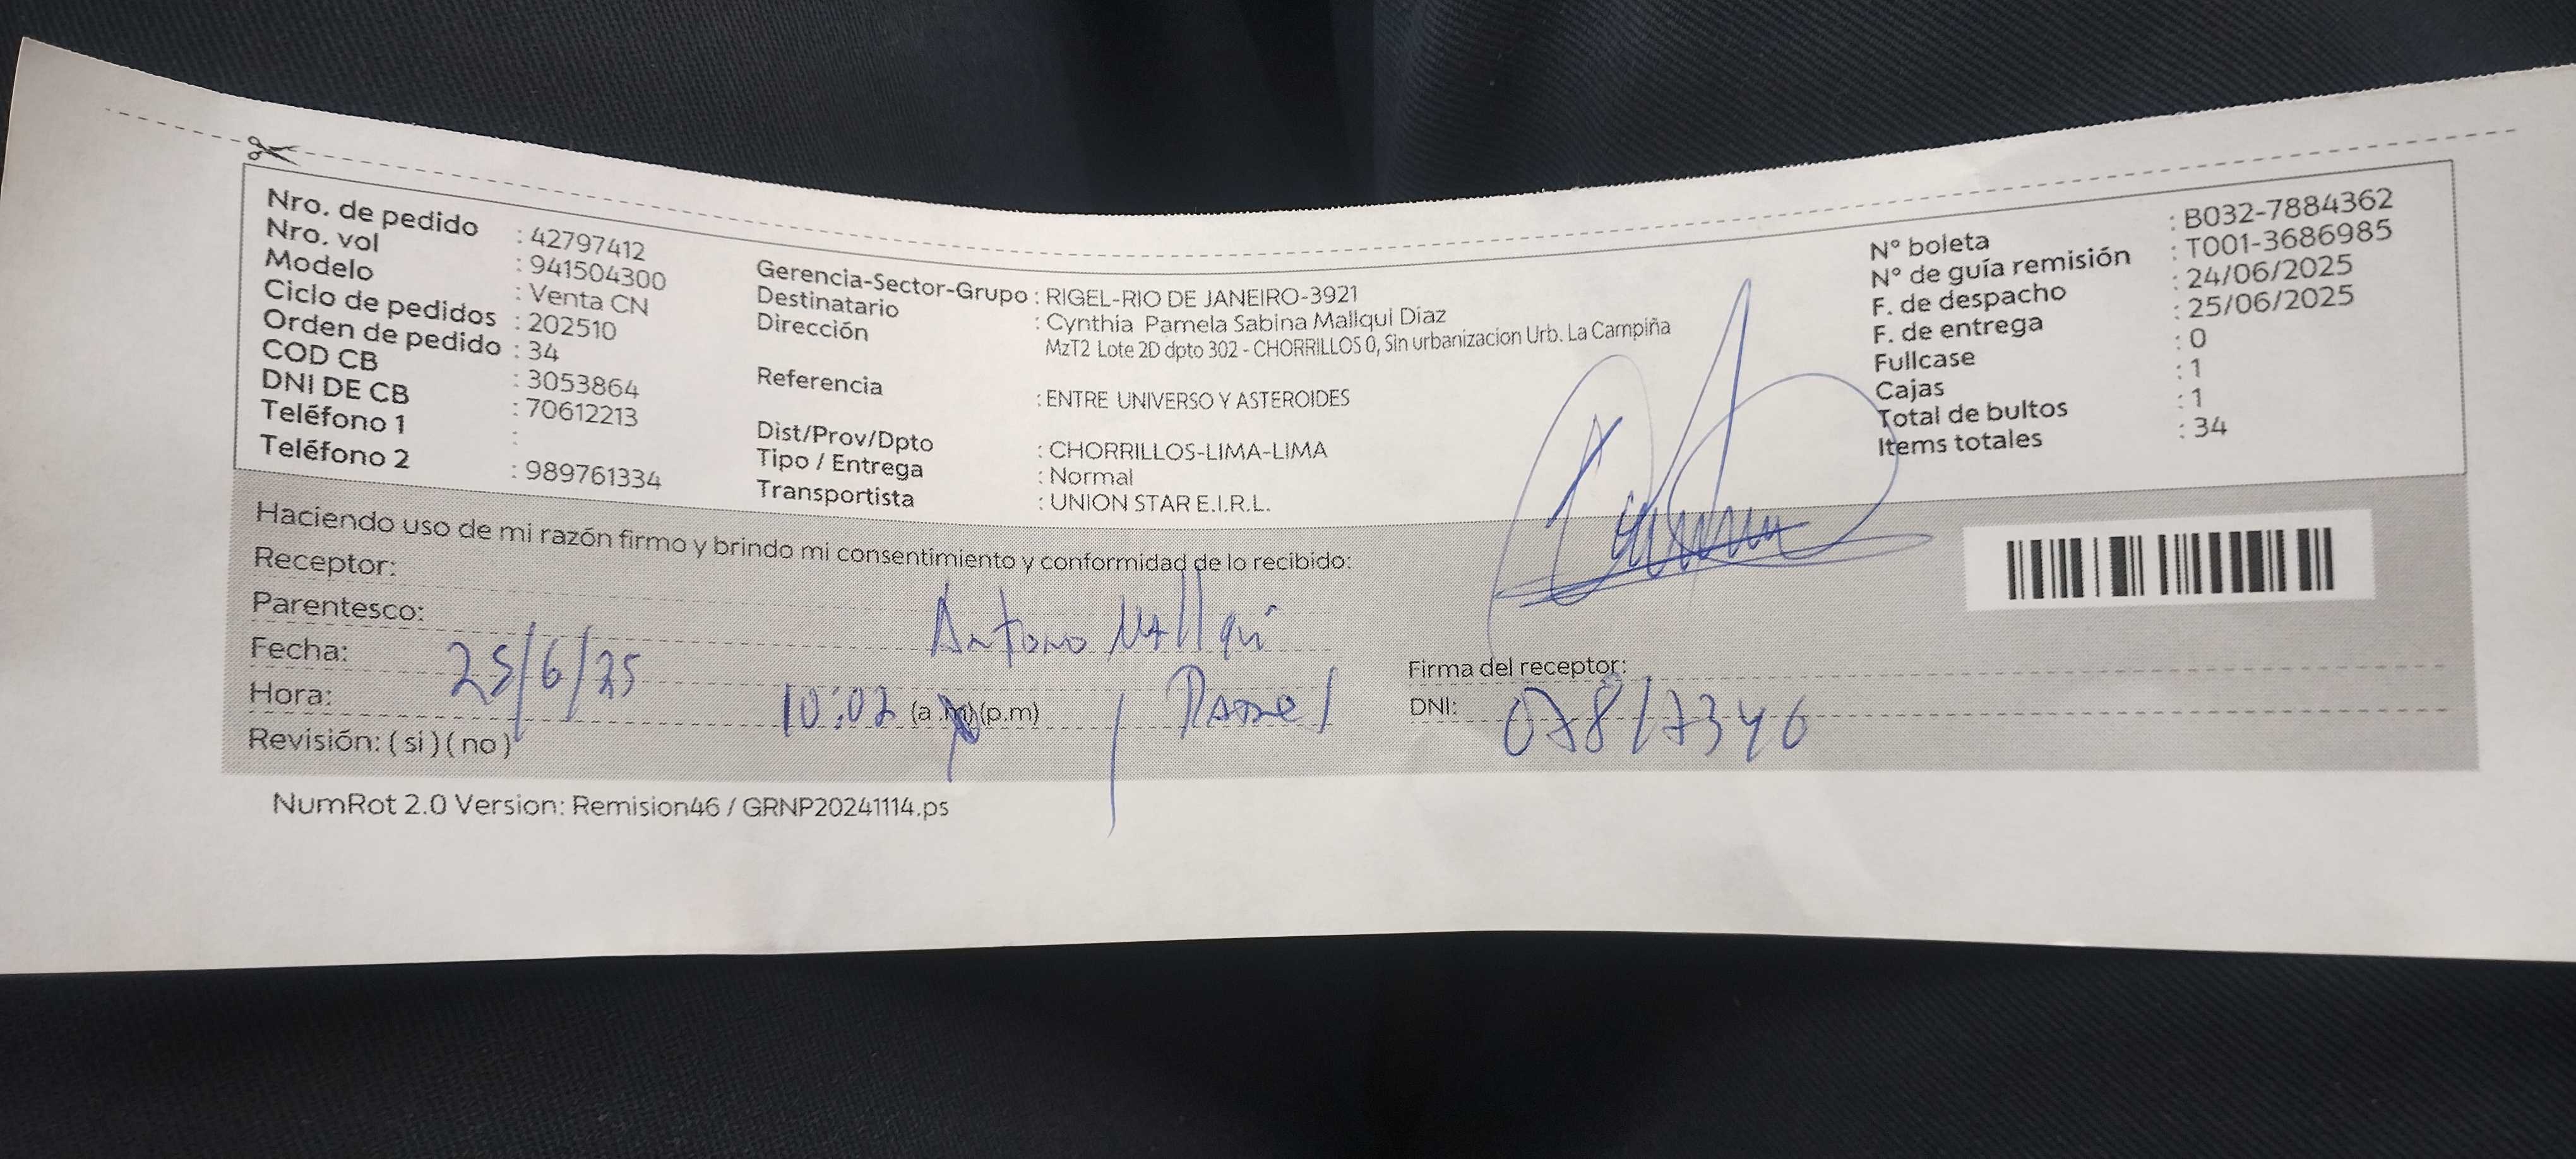 Nro. de pedido : 42797412
Nro. vol : 941504300
Modelo : Venta CN
Ciclo de pedidos : 202510
Orden de pedido : 34
COD CB : 3053864
DNI DE CB : 70612213
Teléfono 1 :
Teléfono 2 : 989761334
Gerencia-Sector-Grupo : RIGEL-RIO DE JANEIRO-3921
Destinatario : Cynthia Pamela Sabina Mallqui Diaz
Dirección MzT2 Lote 2D dpto 302 - CHORRILLOS 0, Sin urbanizacion Urb. La Campiña
Referencia : ENTRE UNIVERSO Y ASTEROIDES
Dist/Prov/Dpto : CHORRILLOS-LIMA-LIMA
Tipo / Entrega : Normal
Transportista : UNION STAR E.I.R.L.
N° boleta : B032-7884362
N° de guía remisión : T001-3686985
F. de despacho : 24/06/2025
F. de entrega : 25/06/2025
Fullcase : 0
Cajas : 1
Total de bultos : 1
Items totales : 34
Haciendo uso de mi razón firmo y brindo mi consentimiento y conformidad de lo recibido:
Receptor: Antono Mallqui
Parentesco:
Fecha: 25/6/25
Hora: 10:02 (a.m)(p.m)
Revisión: (si)(no)
Firma del receptor:
DNI: 07817346
NumRot 2.0 Version: Remision46 / GRNP20241114.ps